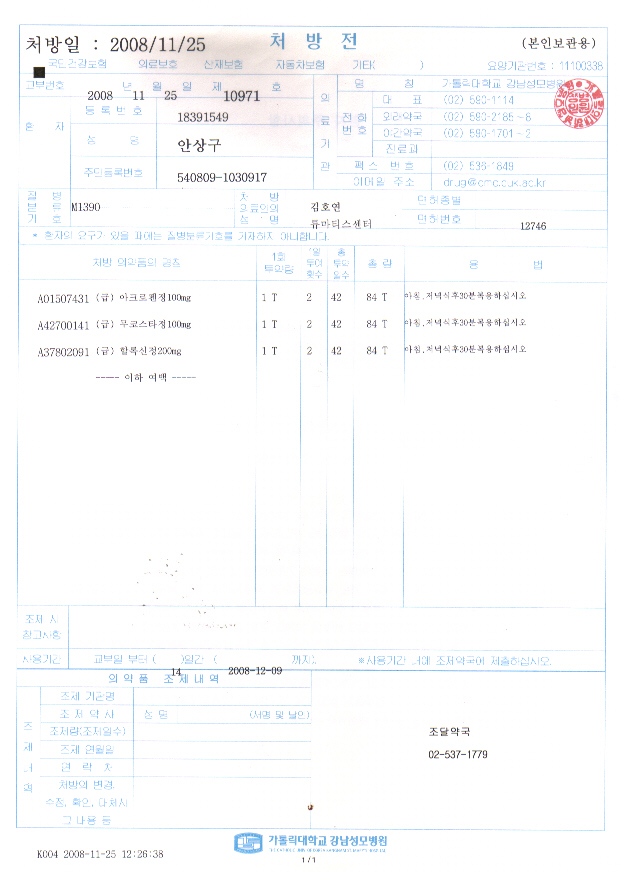 처방일 : 2008/11/25 처 방 전 (본인보관용)
국민건강보험 의료보호 산재보험 자동차보험 기타( ) 요양기관번호 : 11100338
교부번호 2008 년 11 월 25 일 제 10971 호
환 자
등 록 번 호 18391549
성 명 안상구
주민등록번호 540809-1030917
의 료 기 관
명 칭 가톨릭대학교 강남성모병원
전화 번호
대 표 (02) 590-1114
외래약국 (02) 590-2185~8
야간약국 (02) 590-1701~2
진료과
팩 스 번 호 (02) 536-1849
이메일 주소 drug@cmc.cuk.ac.kr
질 병 분 류 기 호 M1390
처 방 의료인의 성 명 김호연 류마티스센터
면허종별
면허번호 12746
* 환자의 요구가 있을 때에는 질병분류기호를 기재하지 아니합니다.
처방 의약품의 명칭 1회 투약량 1일 투여 횟수 총 투약 일수 총 량 용 법
A01507431 (급) 아크로펜정100mg 1 T 2 42 84 T 아침,저녁식후30분복용하십시오
A42700141 (급) 무코스타정100mg 1 T 2 42 84 T 아침,저녁식후30분복용하십시오
A37802091 (급) 할록신정200mg 1 T 2 42 84 T 아침,저녁식후30분복용하십시오
----- 이하 여백 -----
조제 시 참고사항
사용기간 교부일 부터 ( 14 )일간 ( 2008-12-09 까지). ※사용기간 내에 조제약국에 제출하십시오.
의 약 품 조 제 내 역
조 제 내 역
조제 기관명
조 제 약 사 성 명 (서명 및 날인)
조제량(조제일수)
조제 연월일
연 락 처
처방의 변경,
수정, 확인, 대체시
그 내용 등
조달약국
02-537-1779
가톨릭대학교 강남성모병원
KC04 2008-11-25 12:26:38
1/1